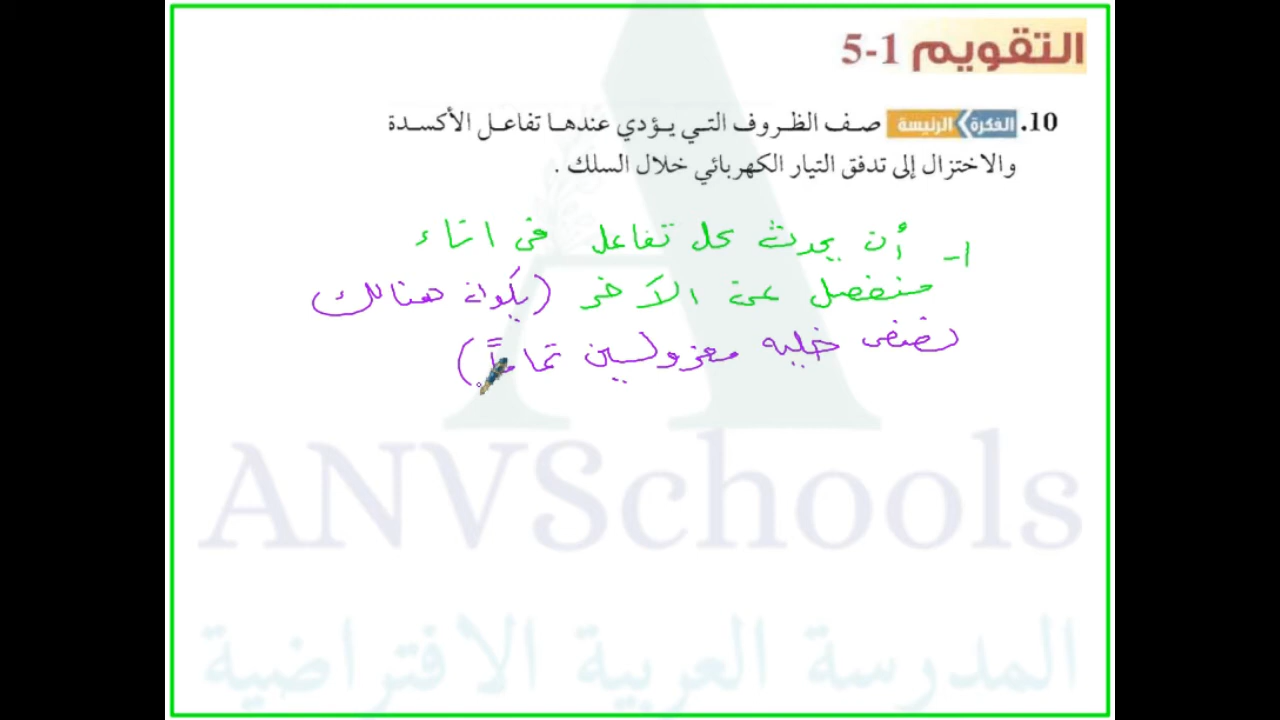 التقويم 1-5
10. الفكرة الرئيسة صف الظروف التي يؤدي عندها تفاعل الأكسدة
والاختزال إلى تدفق التيار الكهربائي خلال السلك .
1- أن يحدث كل تفاعل في اناء
منفصل عن الآخر (يكون هنالك
نصفي خليه معزولين تماماً)
ANVSchools
المدرسة العربية الافتراضية